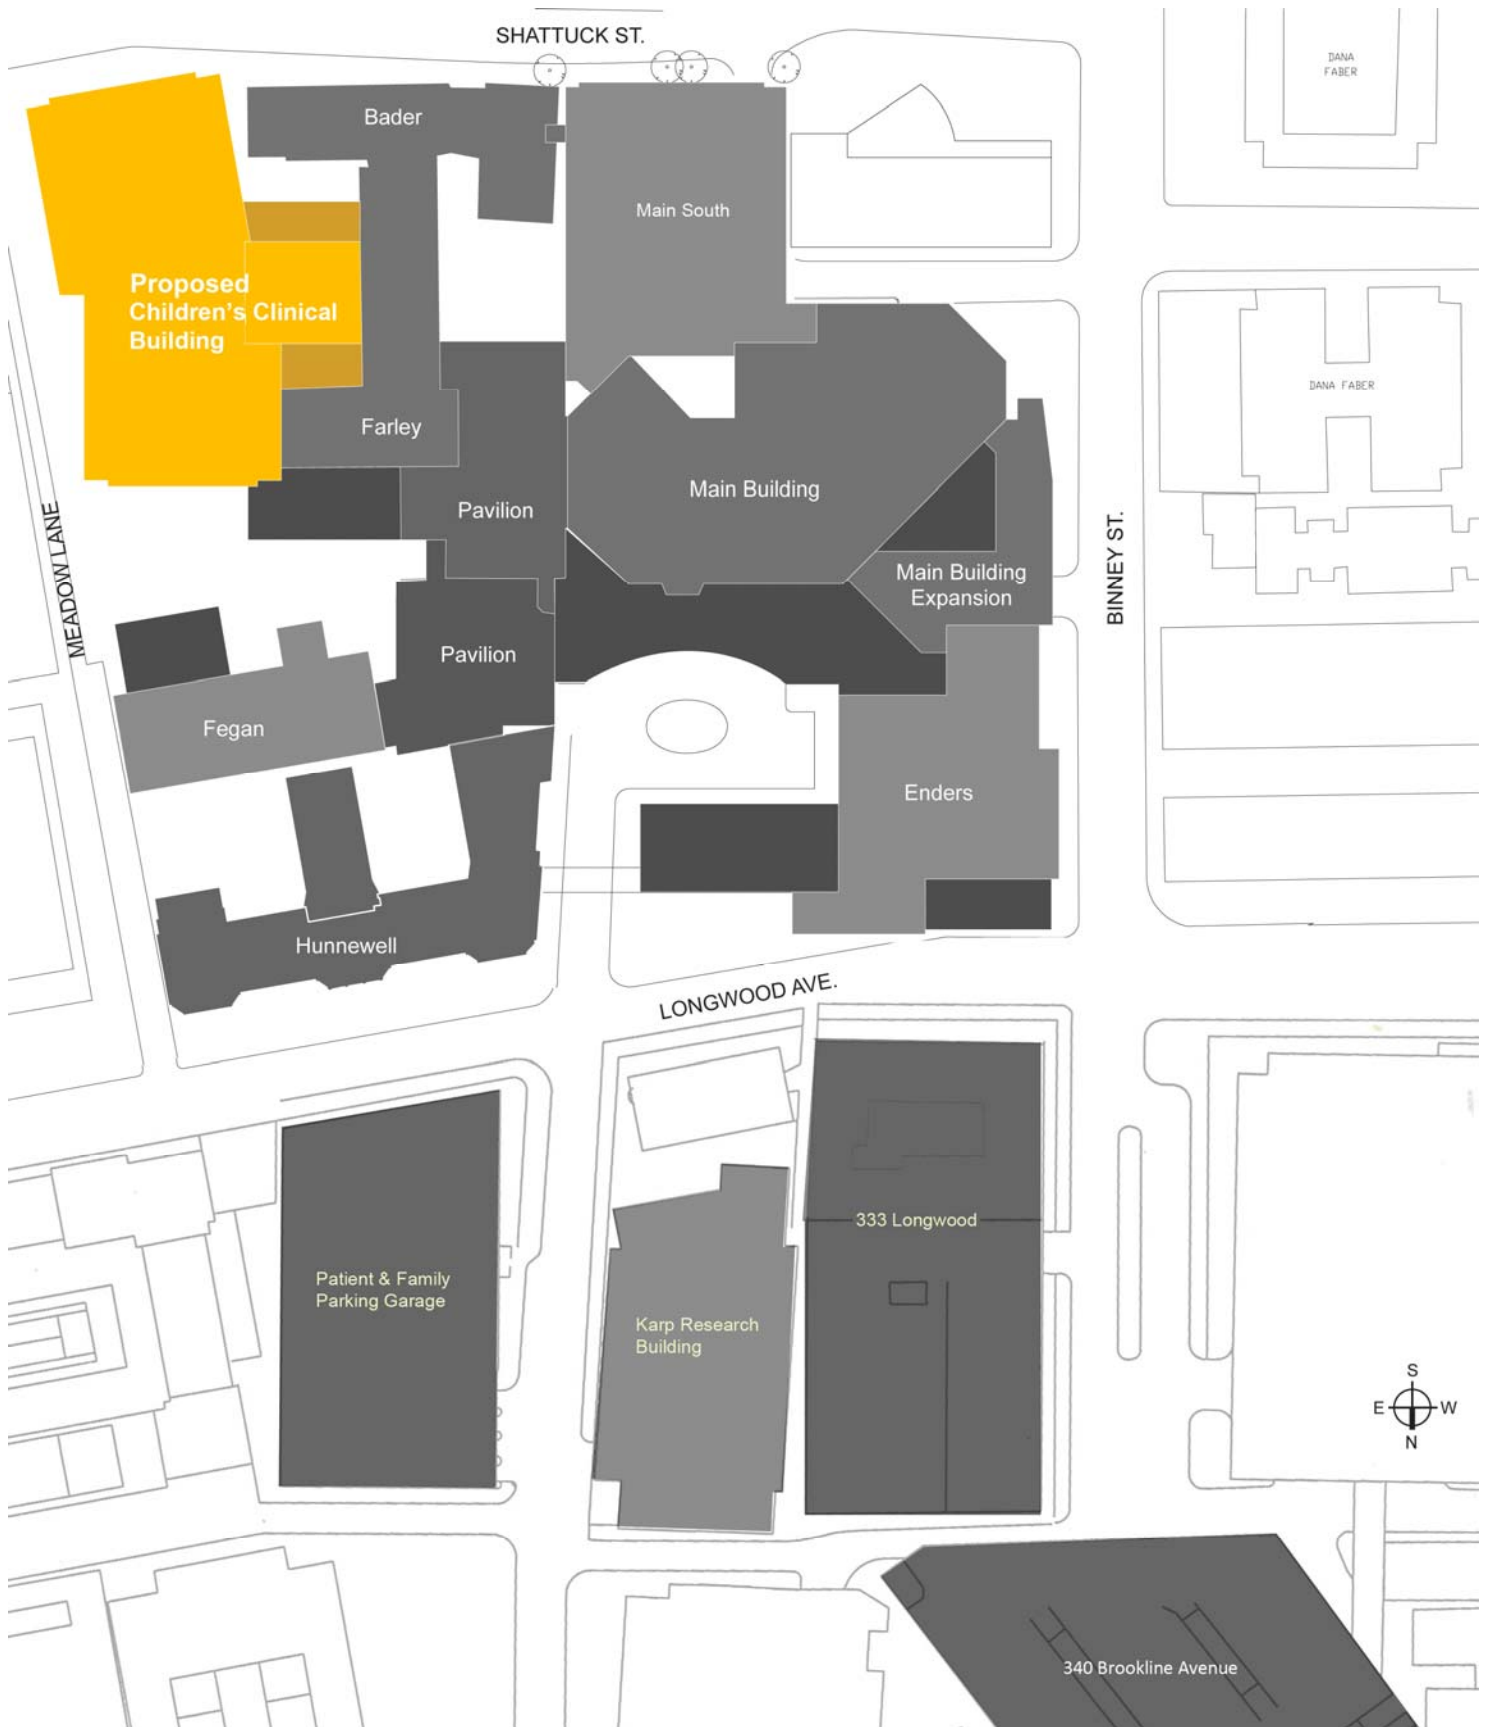 SHATTUCK ST.
DANA
FABER
Bader
Main South
Proposed
Children's Clinical
Building
DANA FABER
Farley
Main Building
Pavilion
MEADOW LANE
BINNEY ST.
Main Building
Expansion
Pavilion
Fegan
Enders
Hunnewell
LONGWOOD AVE.
333 Longwood
Patient & Family
Parking Garage
Karp Research
Building
S
E W
N
340 Brookline Avenue